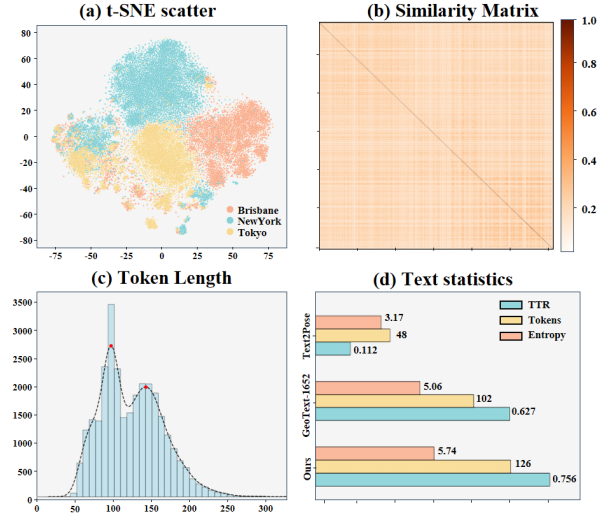 (a) t-SNE scatter
80
60
40
20
0
-20
-40
-60
-80
-75 -50 -25 0 25 50 75
Brisbane
NewYork
Tokyo
(b) Similarity Matrix
1.0
0.8
0.6
0.4
0.2
(c) Token Length
3500
3000
2500
2000
1500
1000
500
0
0 50 100 150 200 250 300
(d) Text statistics
TTR
Tokens
Entropy
Text2Pose
3.17
48
0.112
GeoText-1652
5.06
102
0.627
Ours
5.74
126
0.756